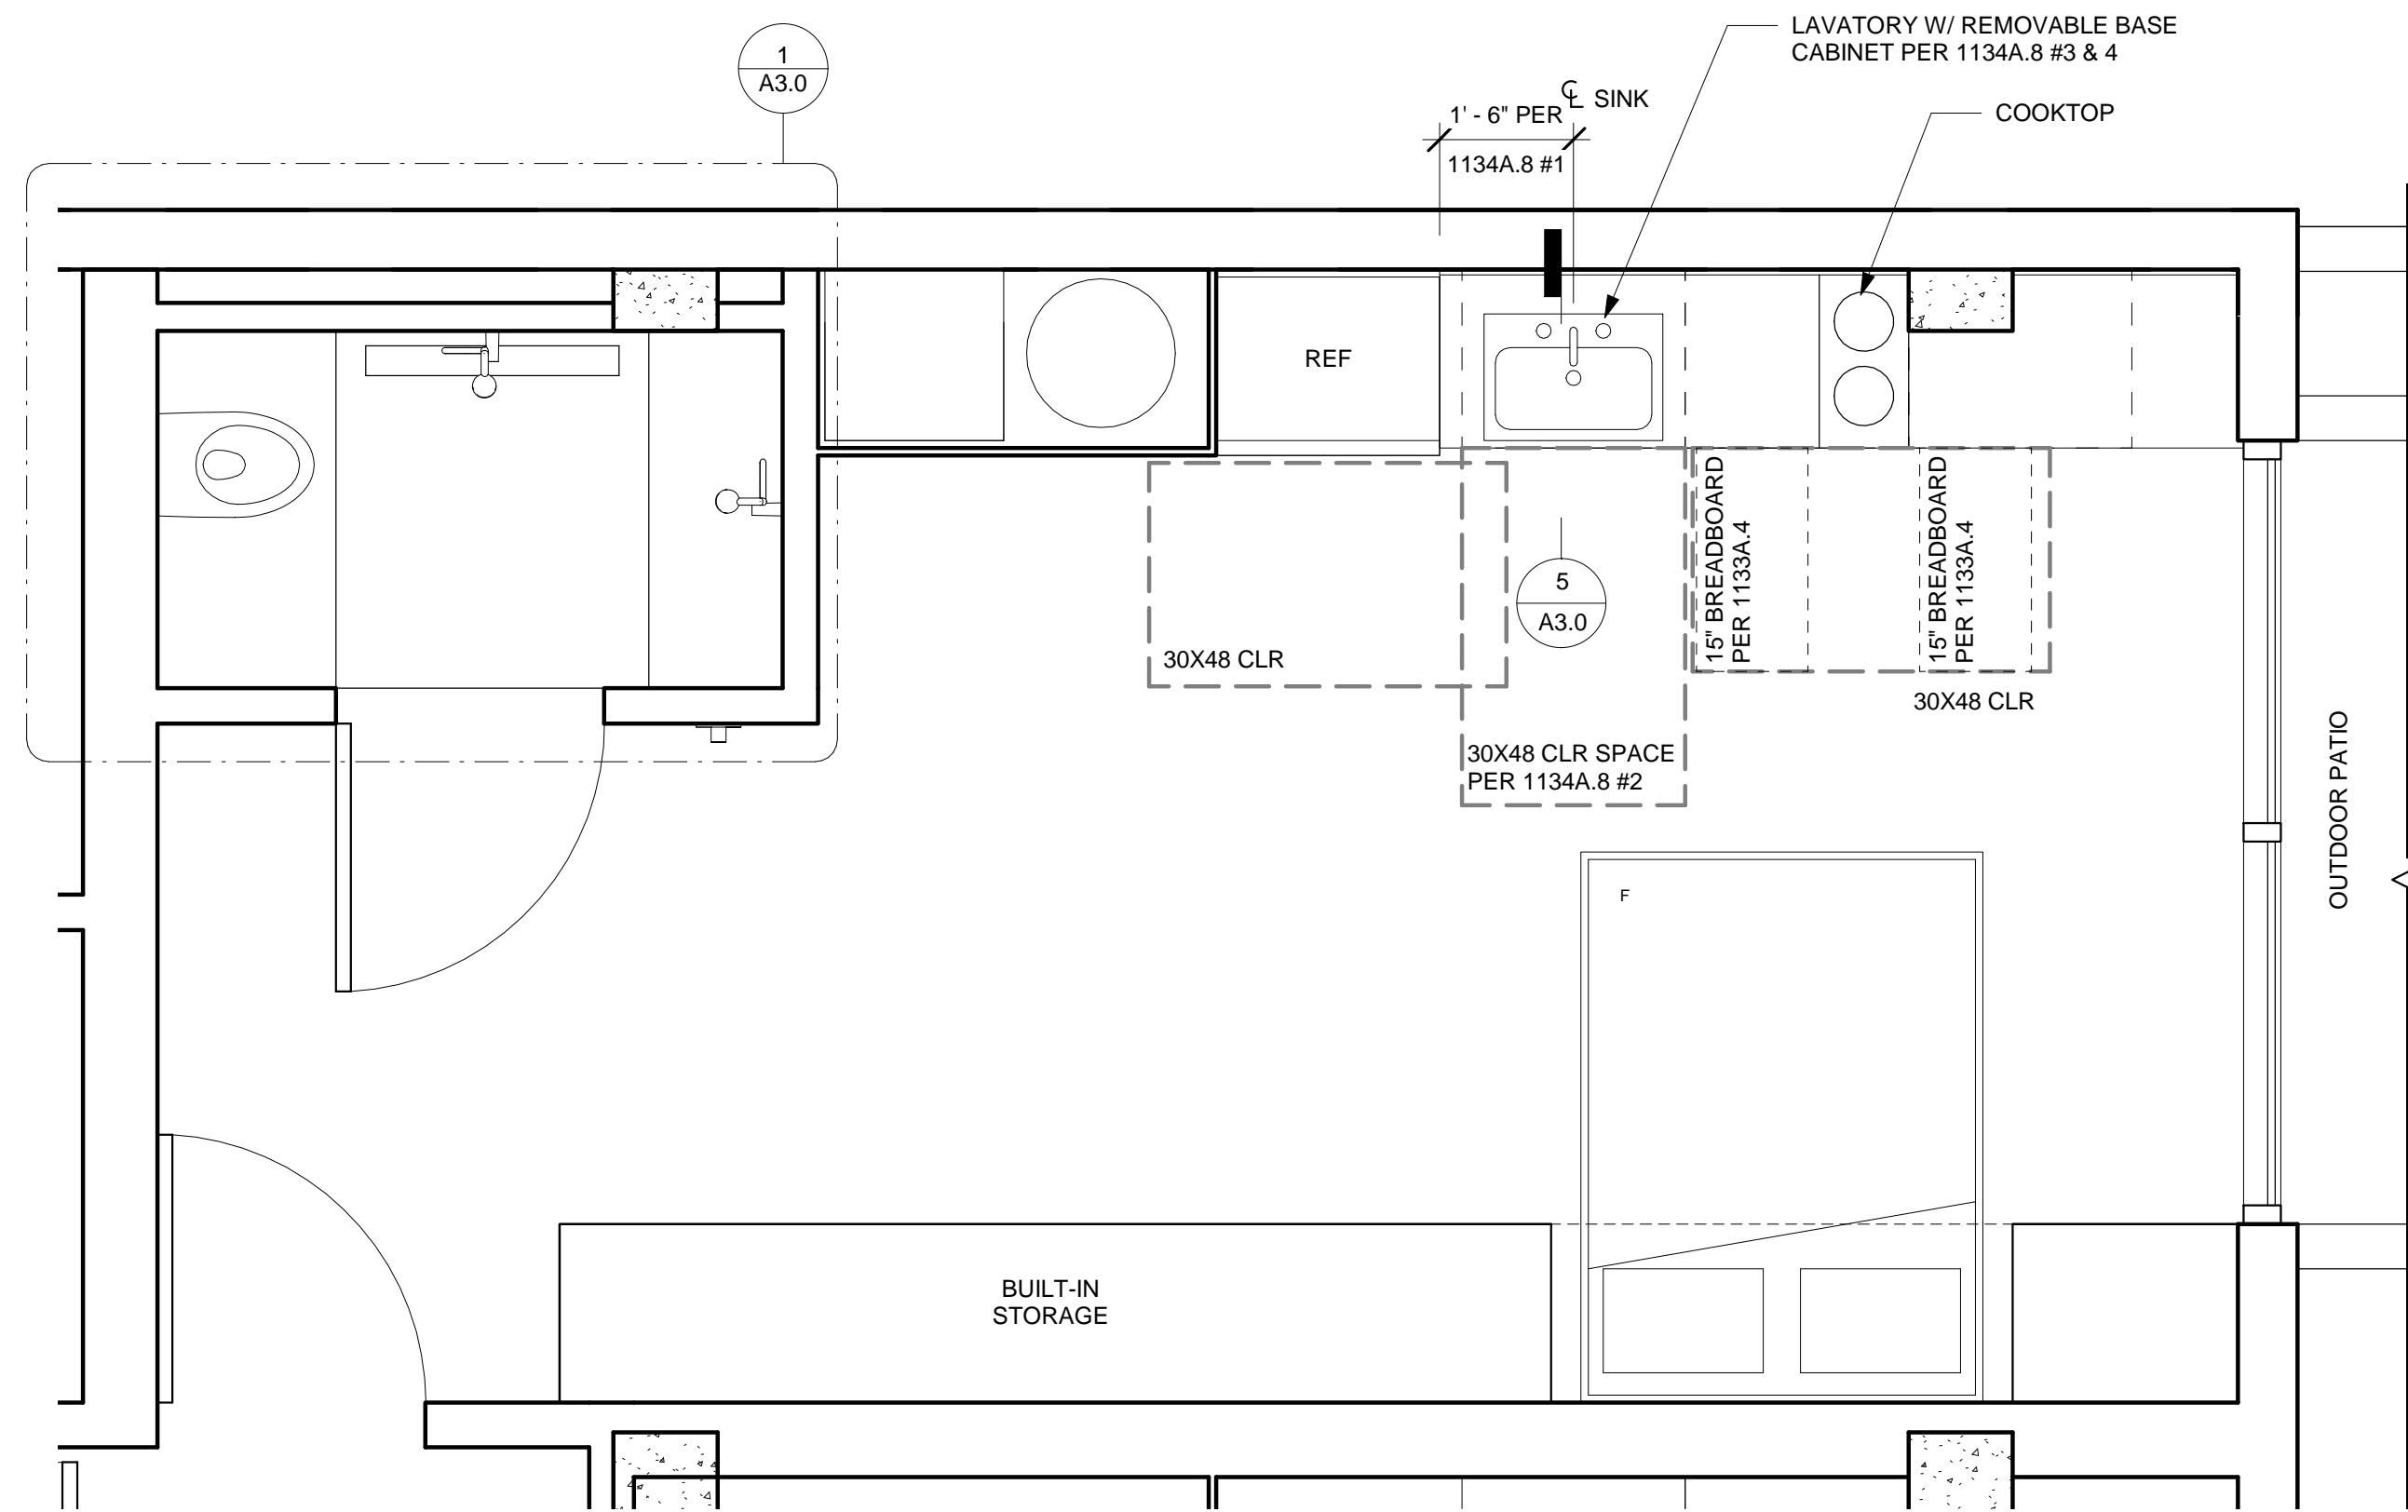 LAVATORY W/ REMOVABLE BASE
CABINET PER 1134A.8 #3 & 4
1
A3.0
℄ SINK
1' - 6" PER
1134A.8 #1
COOKTOP
REF
15" BREADBOARD
PER 1133A.4
15" BREADBOARD
PER 1133A.4
5
A3.0
30X48 CLR
30X48 CLR
30X48 CLR SPACE
PER 1134A.8 #2
OUTDOOR PATIO
F
BUILT-IN
STORAGE